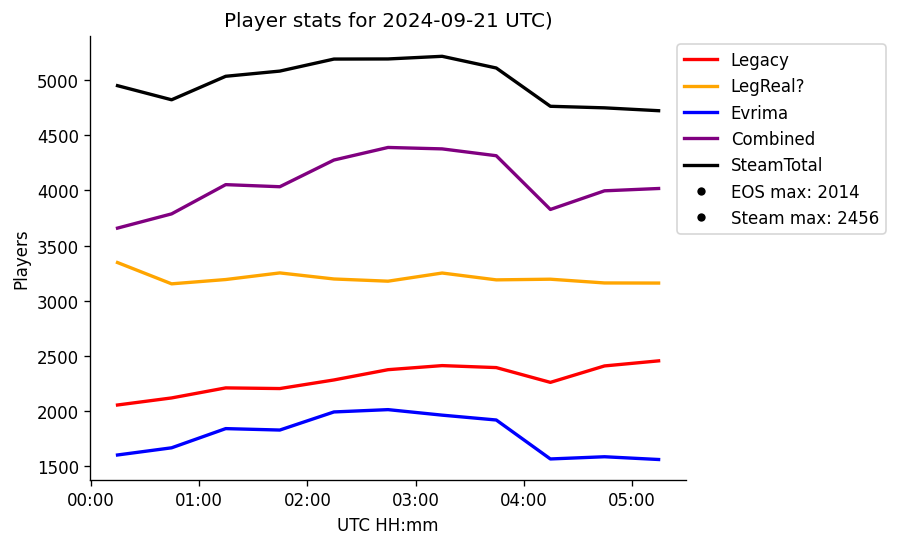 Player stats for 2024-09-21 UTC)
Legacy
LegReal?
Evrima
Combined
SteamTotal
EOS max: 2014
Steam max: 2456
Players
5000
4500
4000
3500
3000
2500
2000
1500
00:00 01:00 02:00 03:00 04:00 05:00
UTC HH:mm